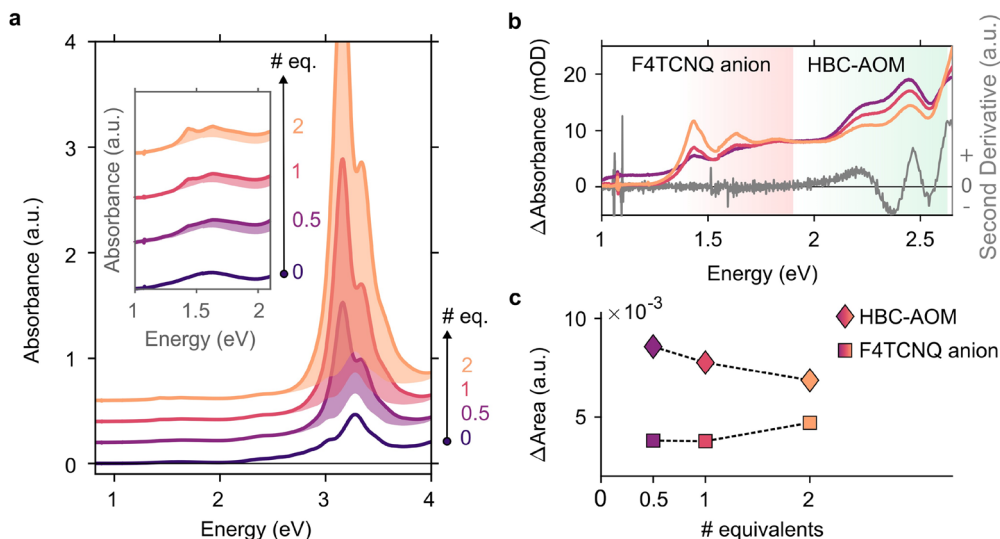 a
Absorbance (a.u.)
4
3
2
1
0
1
2
3
4
Energy (eV)
# eq.
2
1
0.5
0
Absorbance (a.u.)
# eq.
2
1
0.5
0
1
1.5
2
Energy (eV)
b
ΔAbsorbance (mOD)
20
10
0
F4TCNQ anion
HBC-AOM
Second Derivative (a.u.)
+
0
-
1
1.5
2
2.5
Energy (eV)
c
ΔArea (a.u.)
10
× 10⁻³
5
0
0.5
1
2
# equivalents
HBC-AOM
F4TCNQ anion